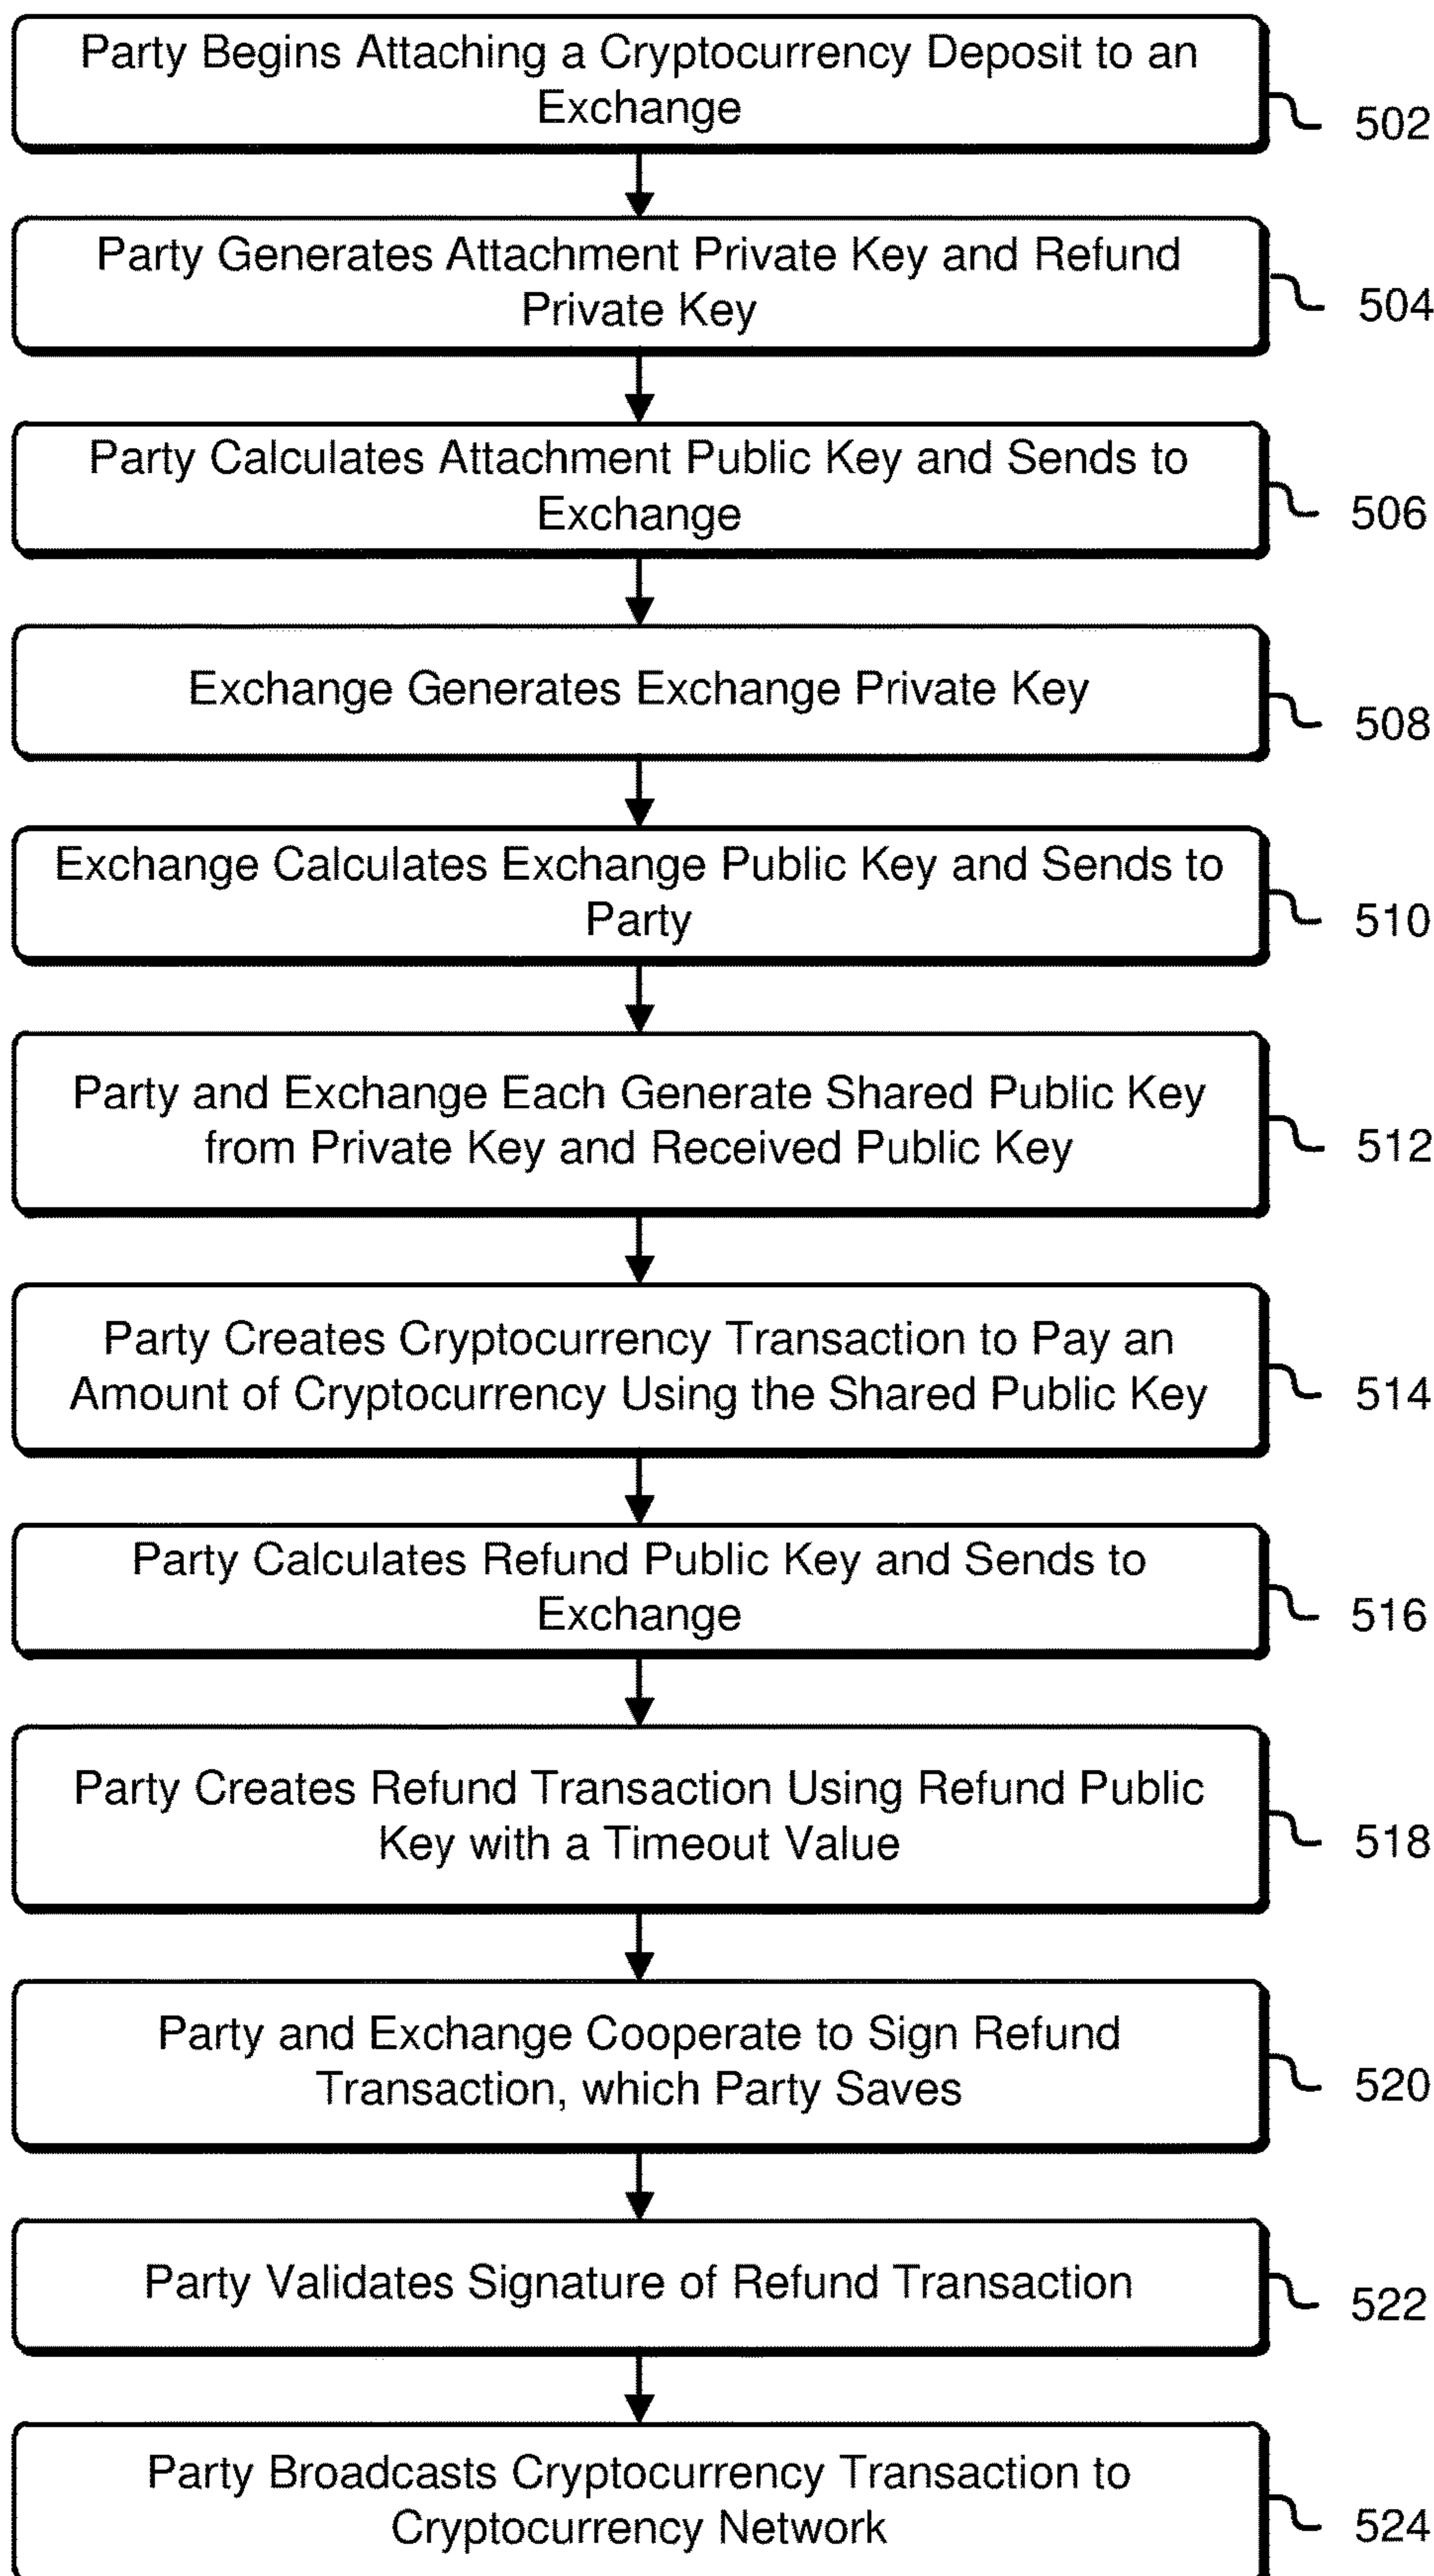 Party Begins Attaching a Cryptocurrency Deposit to an
Exchange
502
Party Generates Attachment Private Key and Refund
Private Key
504
Party Calculates Attachment Public Key and Sends to
Exchange
506
Exchange Generates Exchange Private Key
508
Exchange Calculates Exchange Public Key and Sends to
Party
510
Party and Exchange Each Generate Shared Public Key
from Private Key and Received Public Key
512
Party Creates Cryptocurrency Transaction to Pay an
Amount of Cryptocurrency Using the Shared Public Key
514
Party Calculates Refund Public Key and Sends to
Exchange
516
Party Creates Refund Transaction Using Refund Public
Key with a Timeout Value
518
Party and Exchange Cooperate to Sign Refund
Transaction, which Party Saves
520
Party Validates Signature of Refund Transaction
522
Party Broadcasts Cryptocurrency Transaction to
Cryptocurrency Network
524